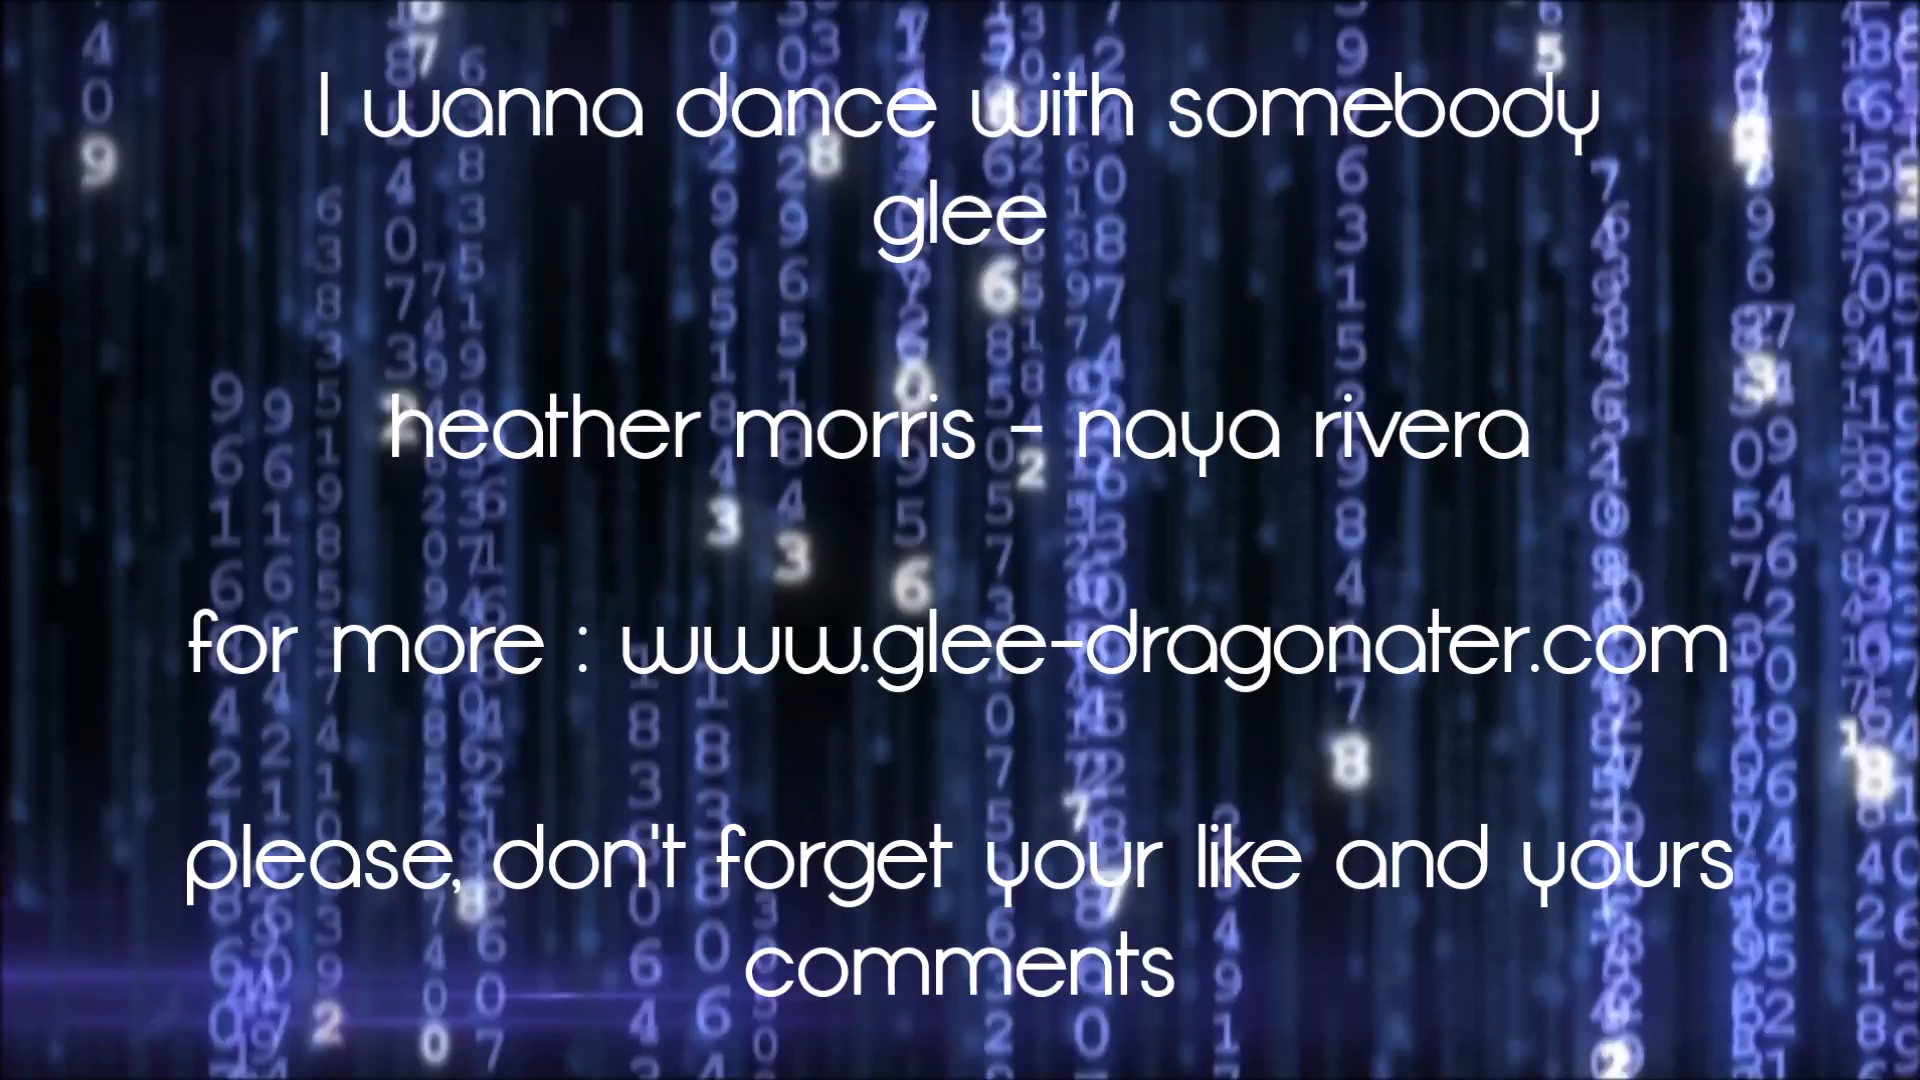 I wanna dance with somebody
glee
heather morris - naya rivera
for more : www.glee-dragonater.com
please, don't forget your like and yours
comments